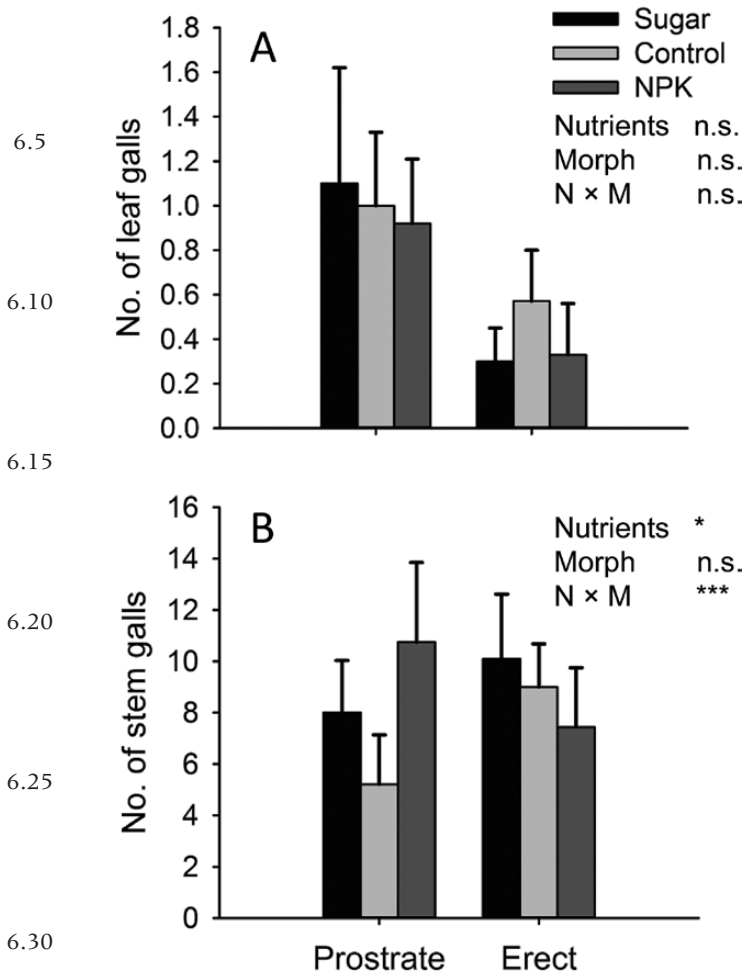 6.5
6.10
6.15
6.20
6.25
6.30
A
Sugar
Control
NPK
Nutrients n.s.
Morph n.s.
N × M n.s.
No. of leaf galls
1.8
1.6
1.4
1.2
1.0
0.8
0.6
0.4
0.2
0.0
B
Nutrients *
Morph n.s.
N × M ***
No. of stem galls
16
14
12
10
8
6
4
2
0
Prostrate Erect